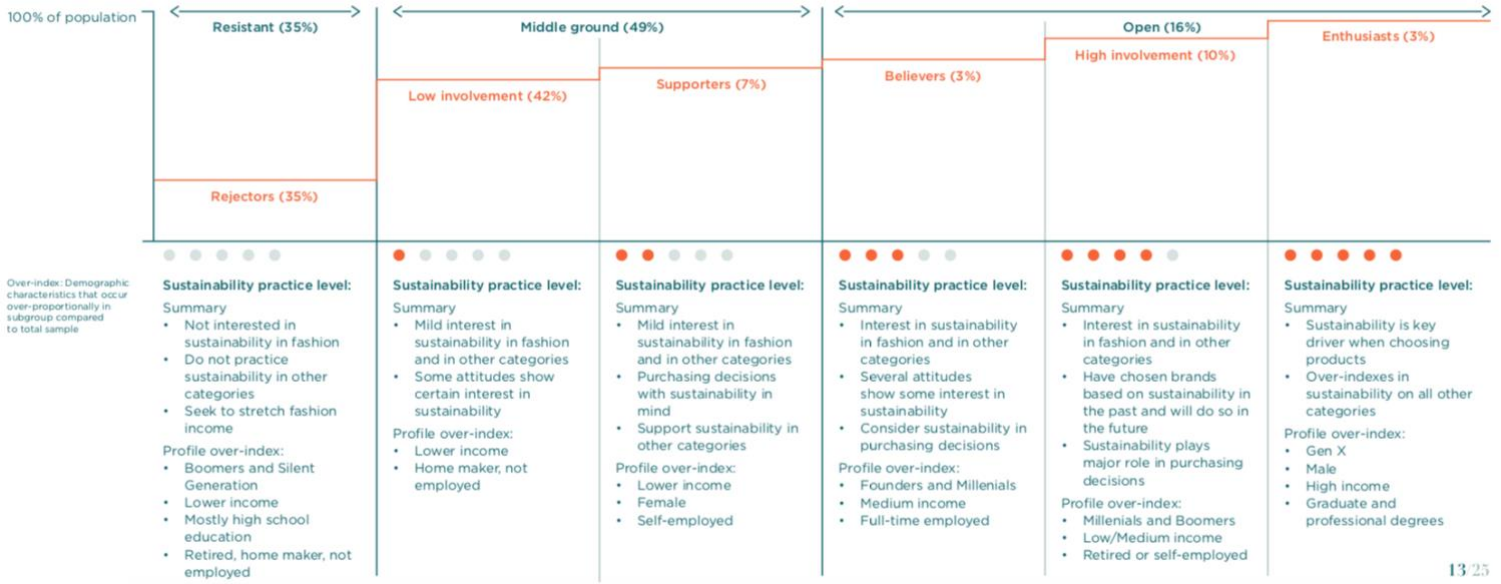 100% of population
Resistant (35%)
Middle ground (49%)
Open (16%)
Rejectors (35%)
Low involvement (42%)
Supporters (7%)
Believers (3%)
High involvement (10%)
Enthusiasts (3%)
Over-index: Demographic
characteristics that occur
over-proportionally in
subgroup compared
to total sample
Sustainability practice level:
Summary
• Not interested in
sustainability in fashion
• Do not practice
sustainability in other
categories
• Seek to stretch fashion
income
Profile over-index:
• Boomers and Silent
Generation
• Lower income
• Mostly high school
education
• Retired, home maker, not
employed
Sustainability practice level:
Summary
• Mild interest in
sustainability in fashion
and in other categories
• Some attitudes show
certain interest in
sustainability
Profile over-index:
• Lower income
• Home maker, not
employed
Sustainability practice level:
Summary
• Mild interest in
sustainability in fashion
and in other categories
• Purchasing decisions
with sustainability in
mind
• Support sustainability in
other categories
Profile over-index:
• Lower income
• Female
• Self-employed
Sustainability practice level:
Summary
• Interest in sustainability
in fashion and in other
categories
• Several attitudes
show some interest in
sustainability
• Consider sustainability in
purchasing decisions
Profile over-index:
• Founders and Millenials
• Medium income
• Full-time employed
Sustainability practice level:
Summary
• Interest in sustainability
in fashion and in other
categories
• Have chosen brands
based on sustainability in
the past and will do so in
the future
• Sustainability plays
major role in purchasing
decisions
Profile over-index:
• Millenials and Boomers
• Low/Medium income
• Retired or self-employed
Sustainability practice level:
Summary
• Sustainability is key
driver when choosing
products
• Over-indexes in
sustainability on all other
categories
Profile over-index:
• Gen X
• Male
• High income
• Graduate and
professional degrees
13/25